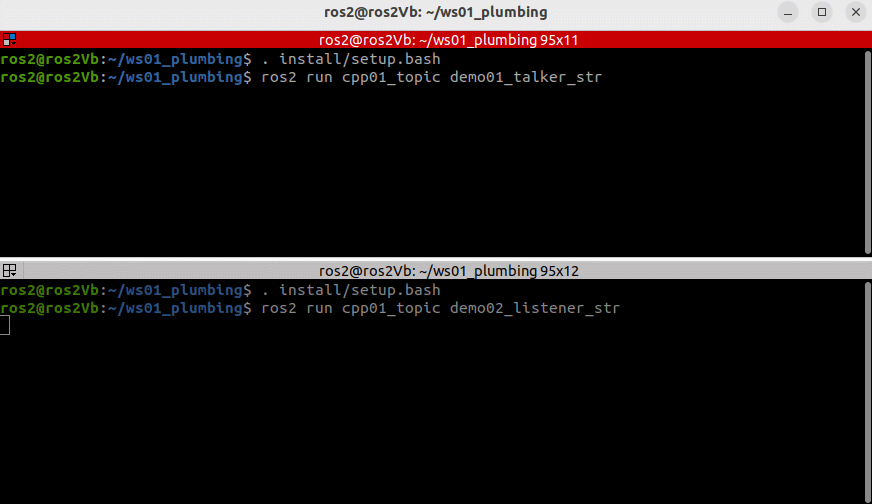 ros2@ros2Vb: ~/ws01_plumbing
ros2@ros2Vb: ~/ws01_plumbing 95x11
ros2@ros2Vb:~/ws01_plumbing$ . install/setup.bash
ros2@ros2Vb:~/ws01_plumbing$ ros2 run cpp01_topic demo01_talker_str
ros2@ros2Vb: ~/ws01_plumbing 95x12
ros2@ros2Vb:~/ws01_plumbing$ . install/setup.bash
ros2@ros2Vb:~/ws01_plumbing$ ros2 run cpp01_topic demo02_listener_str